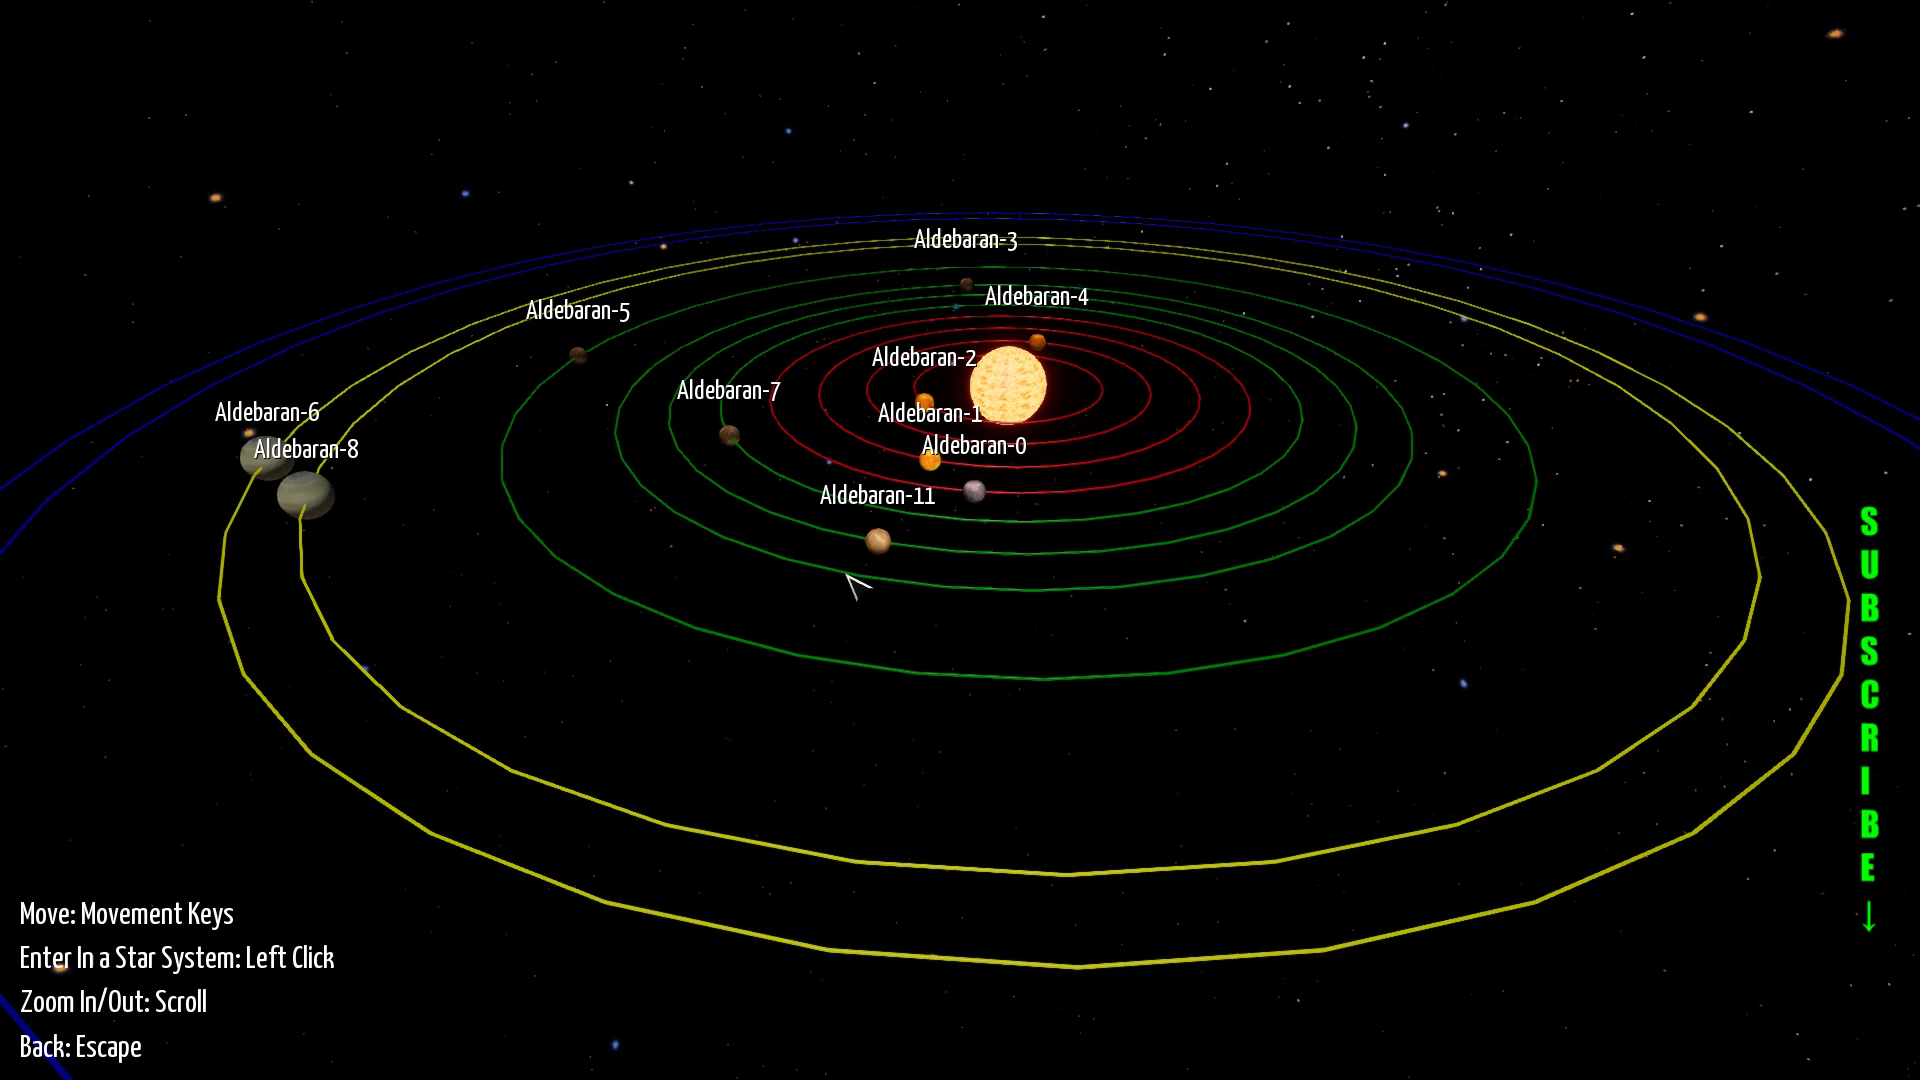 Aldebaran-3
Aldebaran-4
Aldebaran-5
Aldebaran-2
Aldebaran-7
Aldebaran-6
Aldebaran-1
Aldebaran-8
Aldebaran-0
Aldebaran-11
SUBSCRIBE ↓
Move: Movement Keys
Enter In a Star System: Left Click
Zoom In/Out: Scroll
Back: Escape